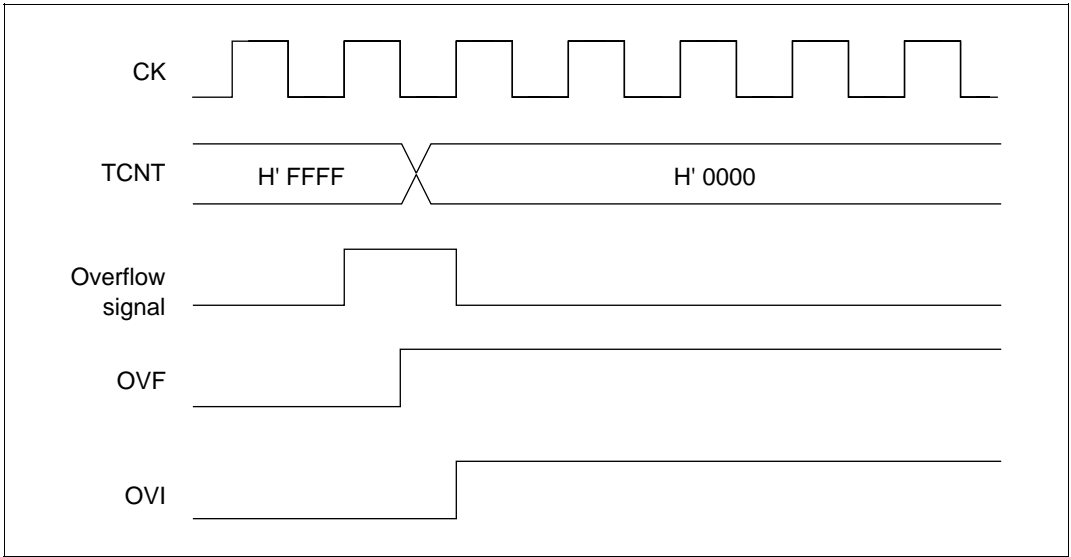 CK
TCNT
H' FFFF
H' 0000
Overflow
signal
OVF
OVI